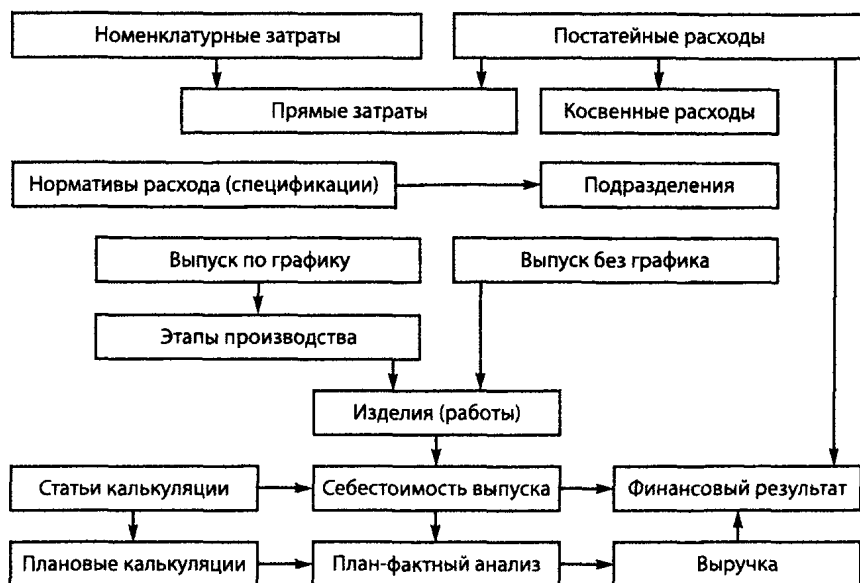 Номенклатурные затраты
Постатейные расходы
Прямые затраты
Косвенные расходы
Нормативы расхода (спецификации)
Подразделения
Выпуск по графику
Выпуск без графика
Этапы производства
Изделия (работы)
Статьи калькуляции
Себестоимость выпуска
Финансовый результат
Плановые калькуляции
План-фактный анализ
Выручка